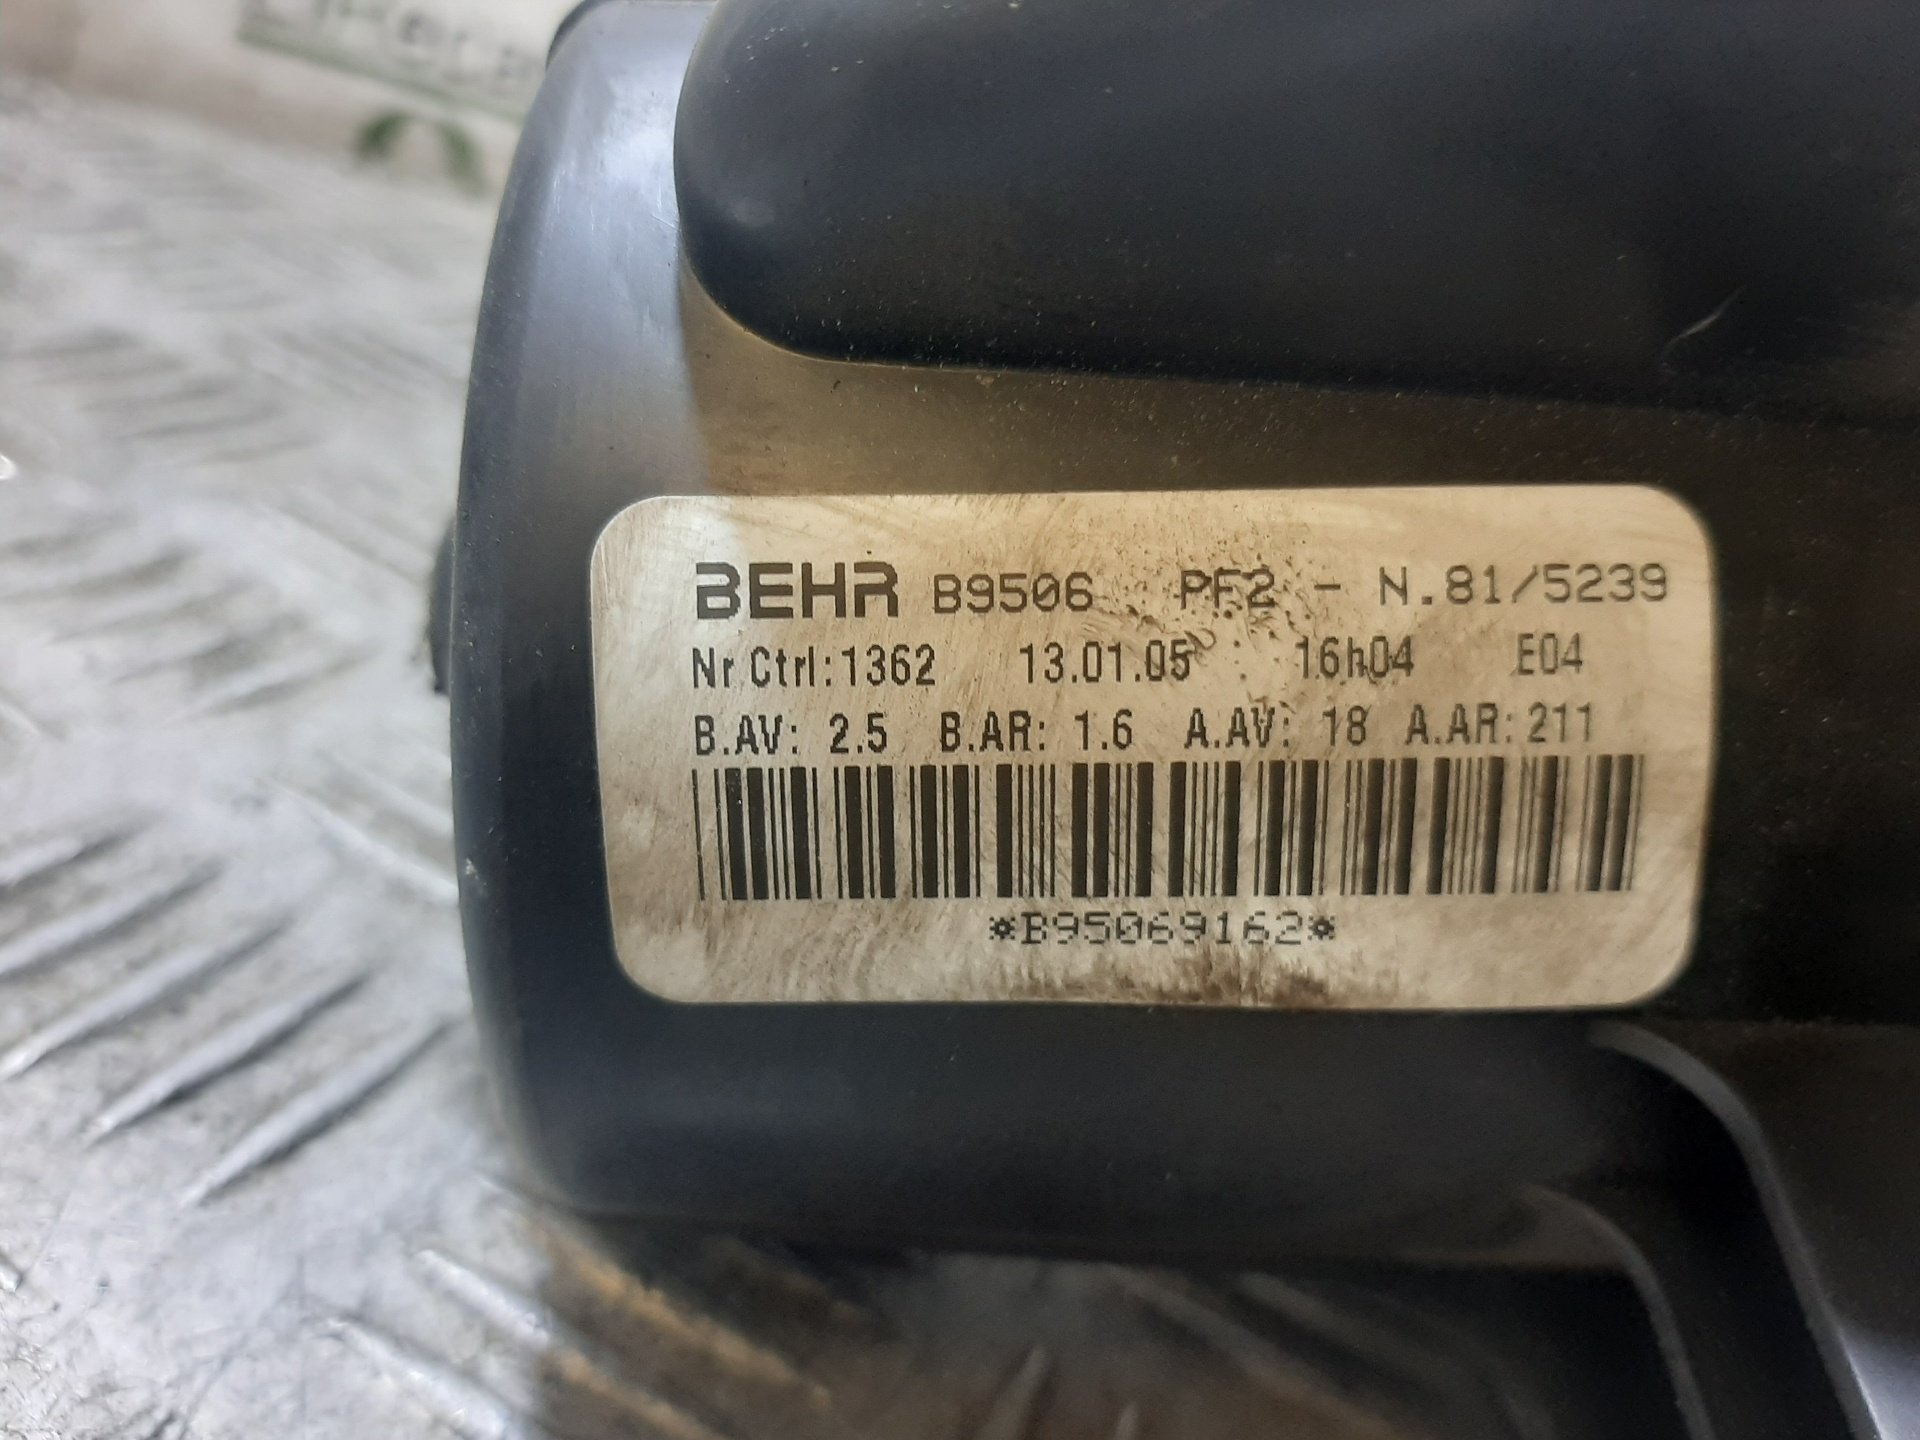 BEHR B9506 PF2 - N.81/5239
Nr Ctrl:1362 13.01.05 16h04 E04
B.AV: 2.5 B.AR: 1.6 A.AV: 18 A.AR: 211
*B95069162*